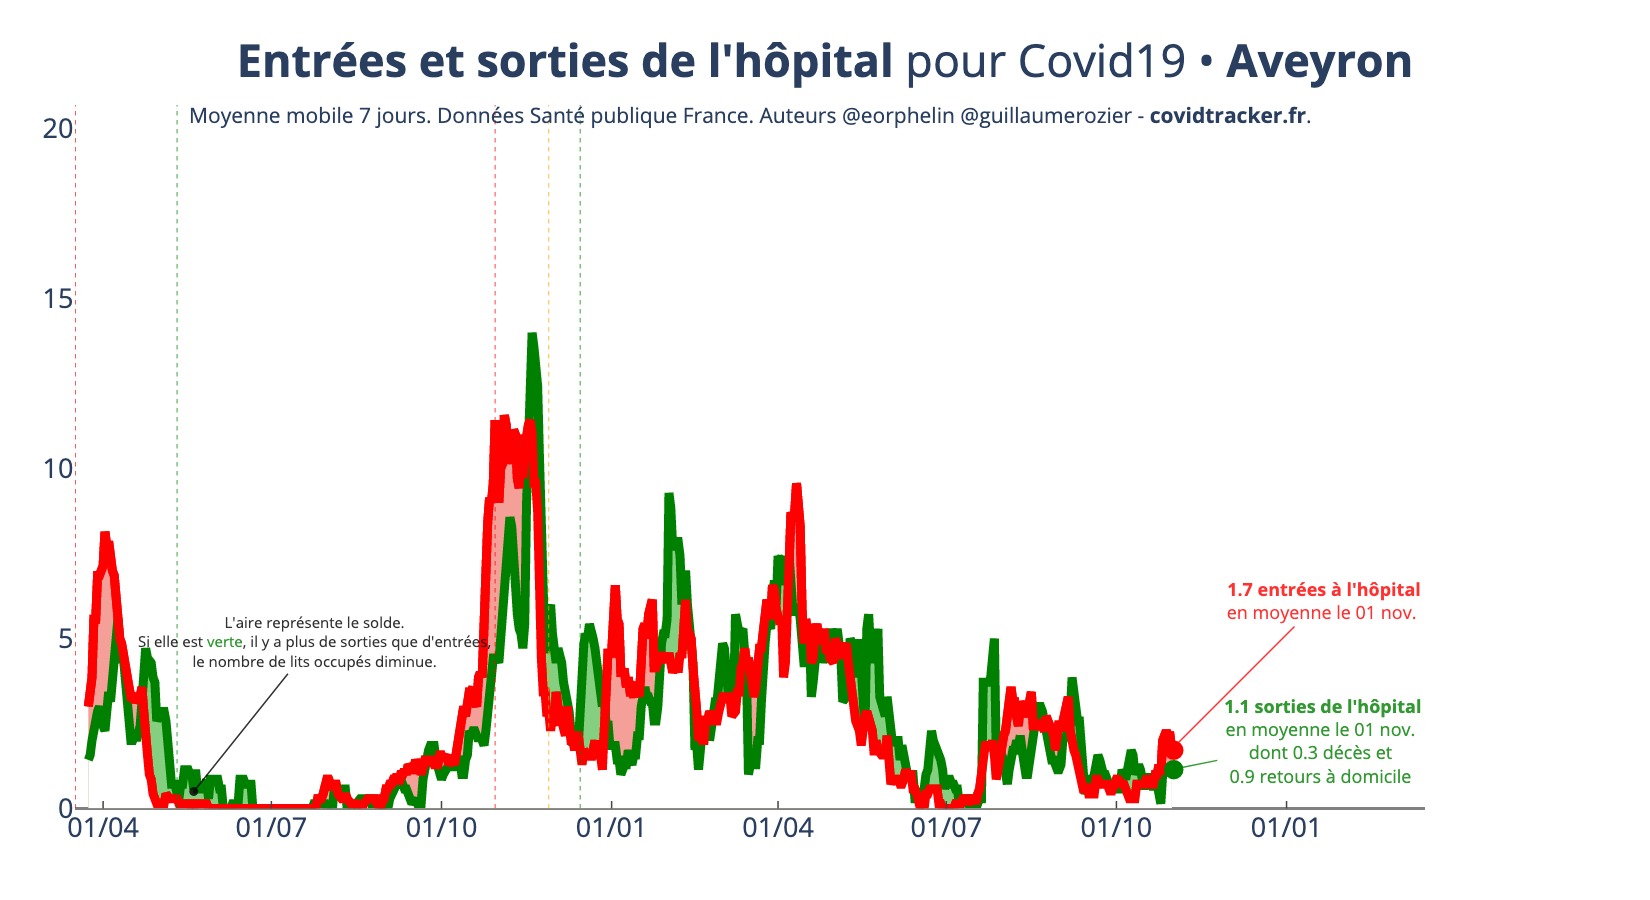 Entrées et sorties de l'hôpital pour Covid19 • Aveyron
Moyenne mobile 7 jours. Données Santé publique France. Auteurs @eorphelin @guillaumerozier - covidtracker.fr.
20
15
10
5
0
L'aire représente le solde.
Si elle est verte, il y a plus de sorties que d'entrées,
le nombre de lits occupés diminue.
1.7 entrées à l'hôpital
en moyenne le 01 nov.
1.1 sorties de l'hôpital
en moyenne le 01 nov.
dont 0.3 décès et
0.9 retours à domicile
01/04 01/07 01/10 01/01 01/04 01/07 01/10 01/01